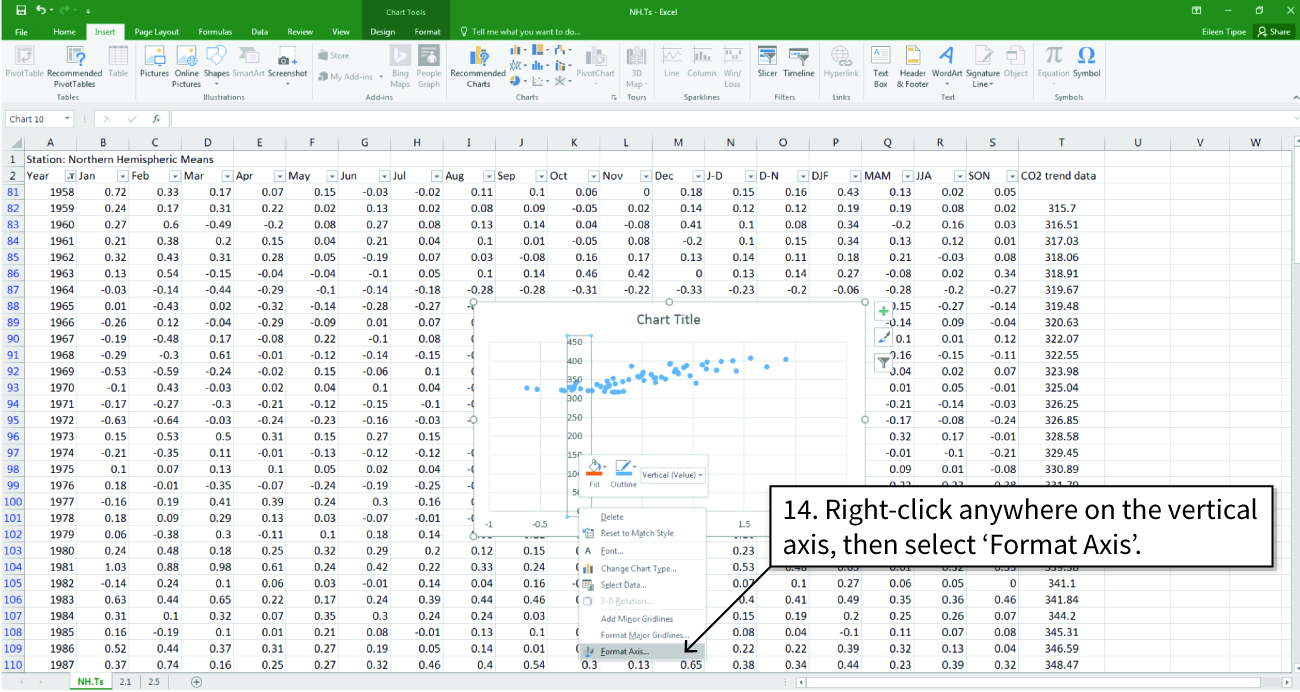 Chart Tools
NH.Ts - Excel
File Home Insert Page Layout Formulas Data Review View Design Format Tell me what you want to do... Eileen Tipoe Share
PivotTable Recommended PivotTables Table Pictures Online Pictures Shapes SmartArt Screenshot Store My Add-ins Bing Maps People Graph Recommended Charts PivotChart 3D Map Line Column Win/Loss Slicer Timeline Hyperlink Text Box Header & Footer WordArt Signature Line Object Equation Symbol
Tables Illustrations Add-ins Charts Tours Sparklines Filters Links Text Symbols
Chart 10 fx
A B C D E F G H I J K L M N O P Q R S T U V W
1 Station: Northern Hemispheric Means
2 Year Jan Feb Mar Apr May Jun Jul Aug Sep Oct Nov Dec J-D D-N DJF MAM JJA SON CO2 trend data
81 1958 0.72 0.33 0.17 0.07 0.15 -0.03 -0.02 0.11 0.1 0.06 0 0.18 0.15 0.16 0.43 0.13 0.02 0.05
82 1959 0.24 0.17 0.31 0.22 0.02 0.13 0.02 0.08 0.09 -0.05 0.02 0.14 0.12 0.12 0.19 0.19 0.08 0.02 315.7
83 1960 0.27 0.6 -0.49 -0.2 0.08 0.27 0.08 0.13 0.14 0.04 -0.08 0.41 0.1 0.08 0.34 -0.2 0.16 0.03 316.51
84 1961 0.21 0.38 0.2 0.15 0.04 0.21 0.04 0.1 0.01 -0.05 0.08 -0.2 0.1 0.15 0.34 0.13 0.12 0.01 317.03
85 1962 0.32 0.43 0.31 0.28 0.05 -0.19 0.07 0.03 -0.08 0.16 0.17 0.13 0.14 0.11 0.18 0.21 -0.03 0.08 318.06
86 1963 0.13 0.54 -0.15 -0.04 -0.04 -0.1 0.05 0.1 0.14 0.46 0.42 0 0.13 0.14 0.27 -0.08 0.02 0.34 318.91
87 1964 -0.03 -0.14 -0.44 -0.29 -0.1 -0.14 -0.18 -0.28 -0.28 -0.31 -0.22 -0.33 -0.23 -0.2 -0.06 -0.28 -0.2 -0.27 319.67
88 1965 0.01 -0.43 0.02 -0.32 -0.14 -0.28 -0.27 0.15 -0.27 -0.14 319.48
89 1966 -0.26 0.12 -0.04 -0.29 -0.09 0.01 0.07 -0.14 0.09 -0.04 320.63
90 1967 -0.19 -0.48 0.17 -0.08 0.22 -0.1 0.08 0.1 0.01 0.12 322.07
91 1968 -0.29 -0.3 0.61 -0.01 -0.12 -0.14 -0.15 0.16 -0.15 -0.11 322.55
92 1969 -0.53 -0.59 -0.24 -0.02 0.15 -0.06 0.1 0.04 0.02 0.07 323.98
93 1970 -0.1 0.43 -0.03 0.02 0.04 0.1 0.04 0.01 0.05 -0.01 325.04
94 1971 -0.17 -0.27 -0.3 -0.21 -0.12 -0.15 -0.1 -0.21 -0.14 -0.03 326.25
95 1972 -0.63 -0.64 -0.03 -0.24 -0.23 -0.16 -0.03 -0.17 -0.08 -0.24 326.85
96 1973 0.15 0.53 0.5 0.31 0.15 0.27 0.15 0.32 0.17 -0.01 328.58
97 1974 -0.21 -0.35 0.11 -0.01 -0.13 -0.12 -0.12 -0.01 -0.1 -0.21 329.45
98 1975 0.1 0.07 0.13 0.1 0.05 0.02 0.04 0.09 0.01 -0.08 330.89
99 1976 0.18 -0.01 -0.35 -0.07 -0.24 -0.19 -0.25
100 1977 -0.16 0.19 0.41 0.39 0.24 0.3 0.16
101 1978 0.18 0.09 0.29 0.13 0.03 -0.07 -0.01
102 1979 0.06 -0.38 0.3 -0.11 0.1 0.18 0.14
103 1980 0.24 0.48 0.18 0.25 0.32 0.29 0.2 0.12 0.15 0.23
104 1981 1.03 0.88 0.98 0.61 0.24 0.42 0.22 0.33 0.24 0.53
105 1982 -0.14 0.24 0.1 0.06 0.03 -0.01 0.14 0.04 0.16 0.07 0.1 0.27 0.06 0.05 0 341.1
106 1983 0.63 0.44 0.65 0.22 0.17 0.24 0.39 0.44 0.46 0.4 0.41 0.49 0.35 0.36 0.46 341.84
107 1984 0.31 0.1 0.32 0.07 0.35 0.3 0.24 0.24 0.03 0.15 0.19 0.2 0.25 0.26 0.07 344.2
108 1985 0.16 -0.19 0.1 0.01 0.21 0.08 -0.01 0.13 0.1 0.08 0.04 -0.1 0.11 0.07 0.08 345.31
109 1986 0.52 0.44 0.37 0.31 0.27 0.19 0.05 0.14 0.01 0.22 0.22 0.39 0.32 0.13 0.04 346.59
110 1987 0.37 0.74 0.16 0.25 0.27 0.32 0.46 0.4 0.54 0.3 0.13 0.65 0.38 0.34 0.44 0.23 0.39 0.32 348.47
Chart Title
450
400
350
300
250
200
150
100
50
-1 -0.5 1.5
Fill Outline Vertical (Value)
Delete
Reset to Match Style
Font...
Change Chart Type...
Select Data...
3-D Rotation...
Add Minor Gridlines
Format Major Gridlines...
Format Axis...
14. Right-click anywhere on the vertical
axis, then select ‘Format Axis’.
NH.Ts 2.1 2.5